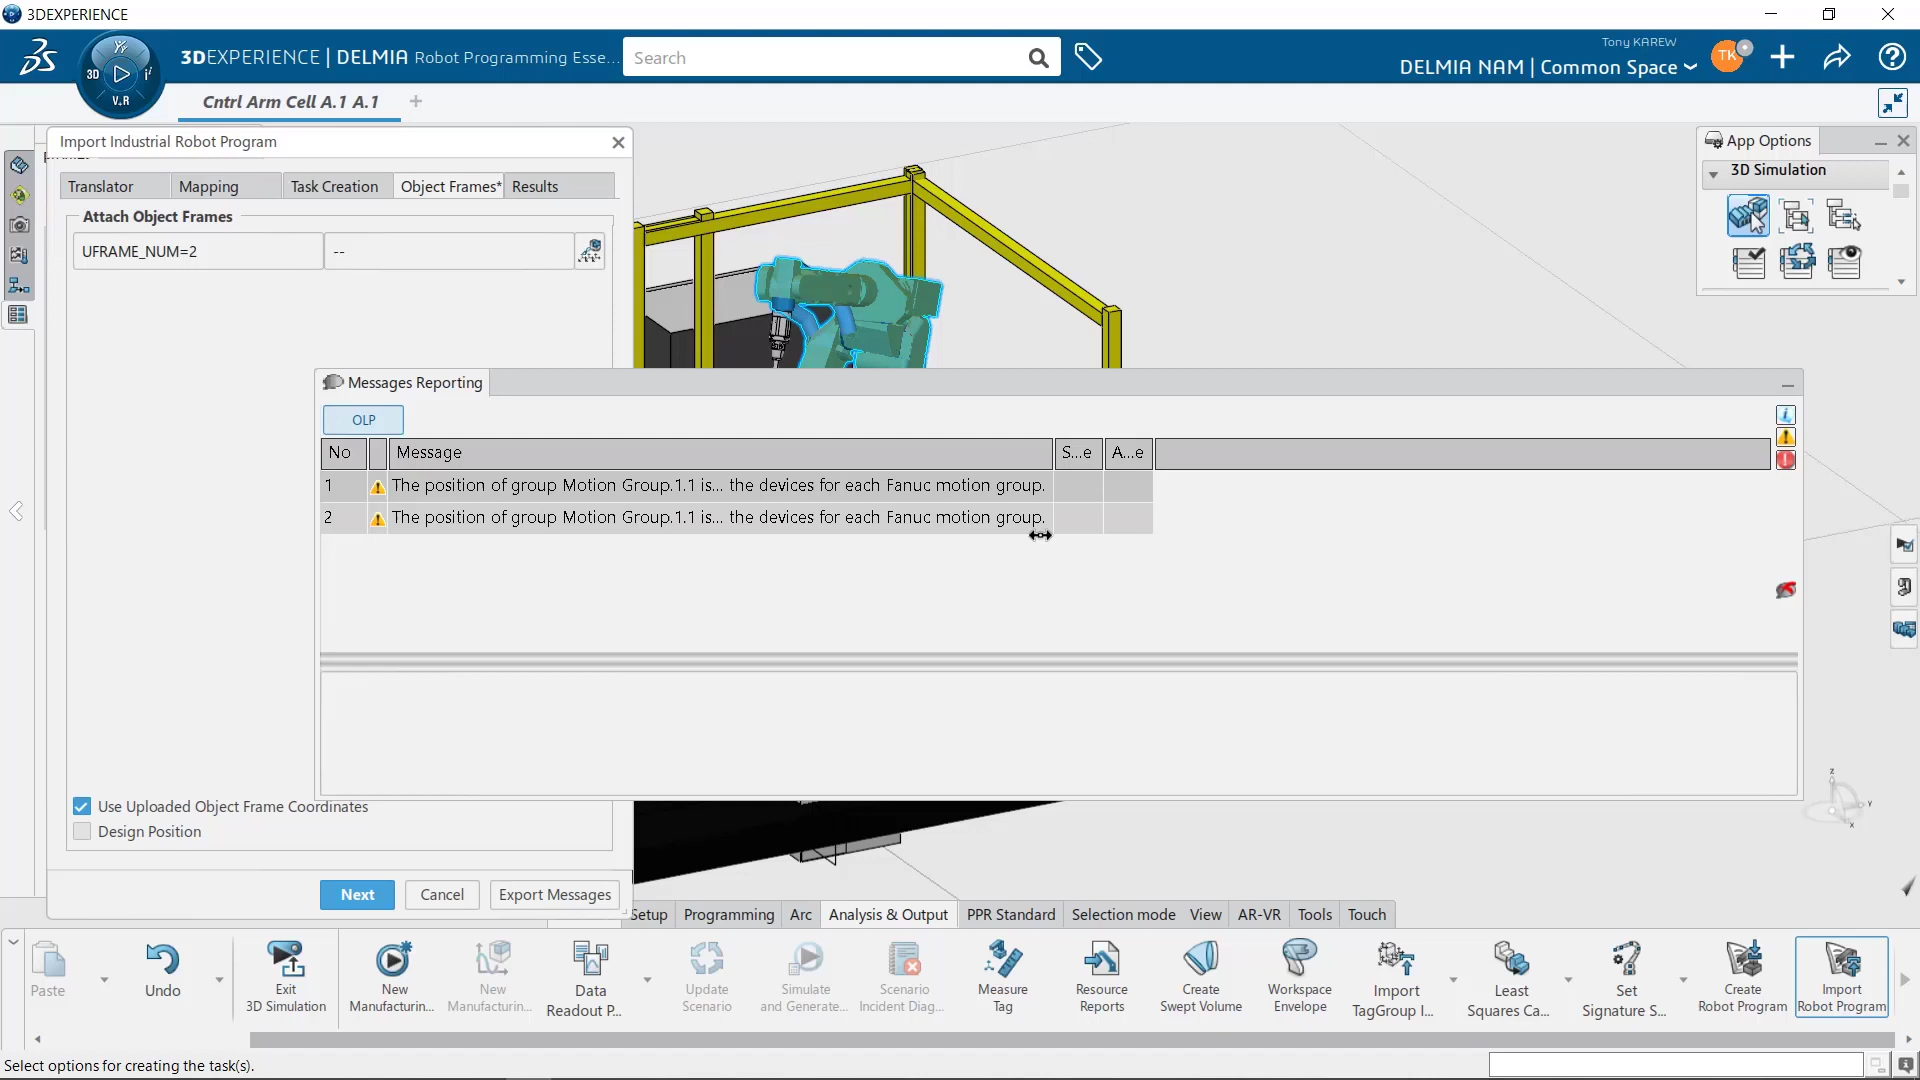 3DEXPERIENCE
3DEXPERIENCE | DELMIA Robot Programming Esse...
Search
Tony KAREW
DELMIA NAM | Common Space
TK
3D
V.R
Cntrl Arm Cell A.1 A.1
Import Industrial Robot Program
App Options
3D Simulation
Translator
Mapping
Task Creation
Object Frames*
Results
Attach Object Frames
UFRAME_NUM=2
--
Messages Reporting
OLP
No
Message
S...e
A...e
1
The position of group Motion Group.1.1 is... the devices for each Fanuc motion group.
2
The position of group Motion Group.1.1 is... the devices for each Fanuc motion group.
Use Uploaded Object Frame Coordinates
Design Position
z
y
x
Next
Cancel
Export Messages
Setup
Programming
Arc
Analysis & Output
PPR Standard
Selection mode
View
AR-VR
Tools
Touch
Paste
Undo
Exit
3D Simulation
New
Manufacturin...
New
Manufacturin...
Data
Readout P...
Update
Scenario
Simulate
and Generate...
Scenario
Incident Diag...
Measure
Tag
Resource
Reports
Create
Swept Volume
Workspace
Envelope
Import
TagGroup I...
Least
Squares Ca...
Set
Signature S...
Create
Robot Program
Import
Robot Program
Select options for creating the task(s).